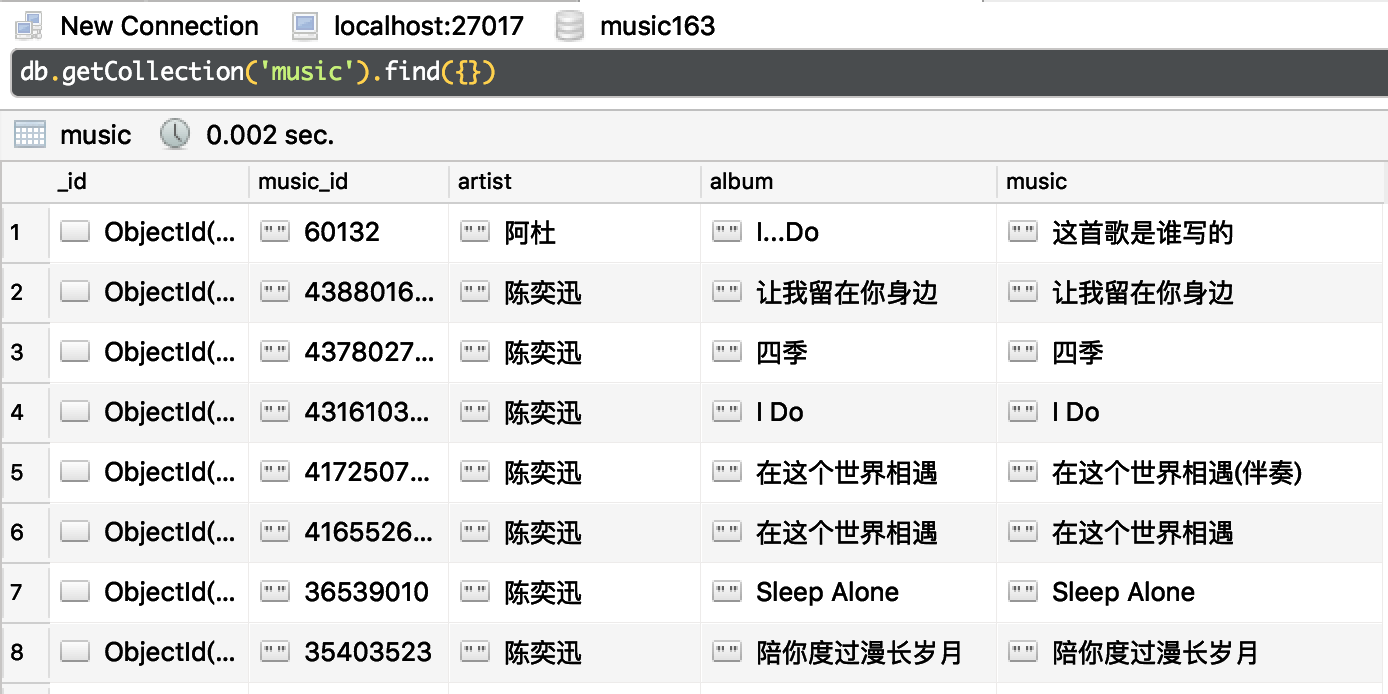 New Connection localhost:27017 music163
db.getCollection('music').find({})
music 0.002 sec.
_id music_id artist album music
1 ObjectId(... "" 60132 "" 阿杜 "" I...Do "" 这首歌是谁写的
2 ObjectId(... "" 4388016... "" 陈奕迅 "" 让我留在你身边 "" 让我留在你身边
3 ObjectId(... "" 4378027... "" 陈奕迅 "" 四季 "" 四季
4 ObjectId(... "" 4316103... "" 陈奕迅 "" I Do "" I Do
5 ObjectId(... "" 4172507... "" 陈奕迅 "" 在这个世界相遇 "" 在这个世界相遇(伴奏)
6 ObjectId(... "" 4165526... "" 陈奕迅 "" 在这个世界相遇 "" 在这个世界相遇
7 ObjectId(... "" 36539010 "" 陈奕迅 "" Sleep Alone "" Sleep Alone
8 ObjectId(... "" 35403523 "" 陈奕迅 "" 陪你度过漫长岁月 "" 陪你度过漫长岁月